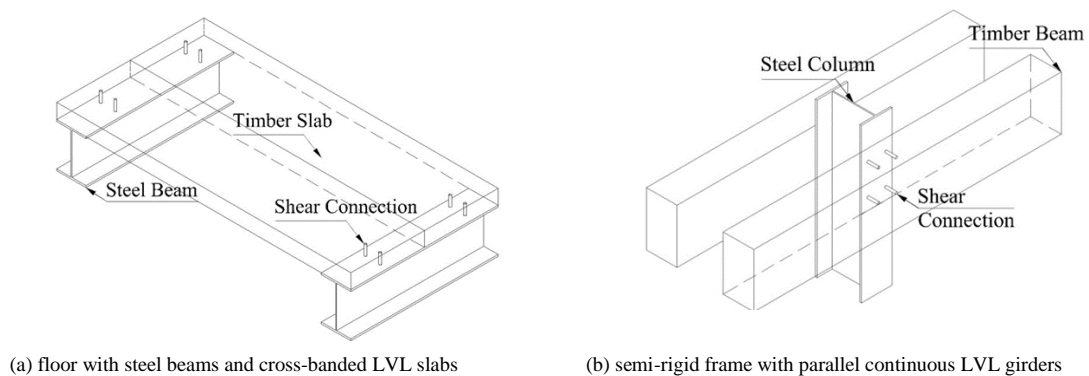 Timber Slab
Steel Beam
Shear Connection
Timber Beam
Steel Column
Shear
Connection
(a) floor with steel beams and cross-banded LVL slabs
(b) semi-rigid frame with parallel continuous LVL girders